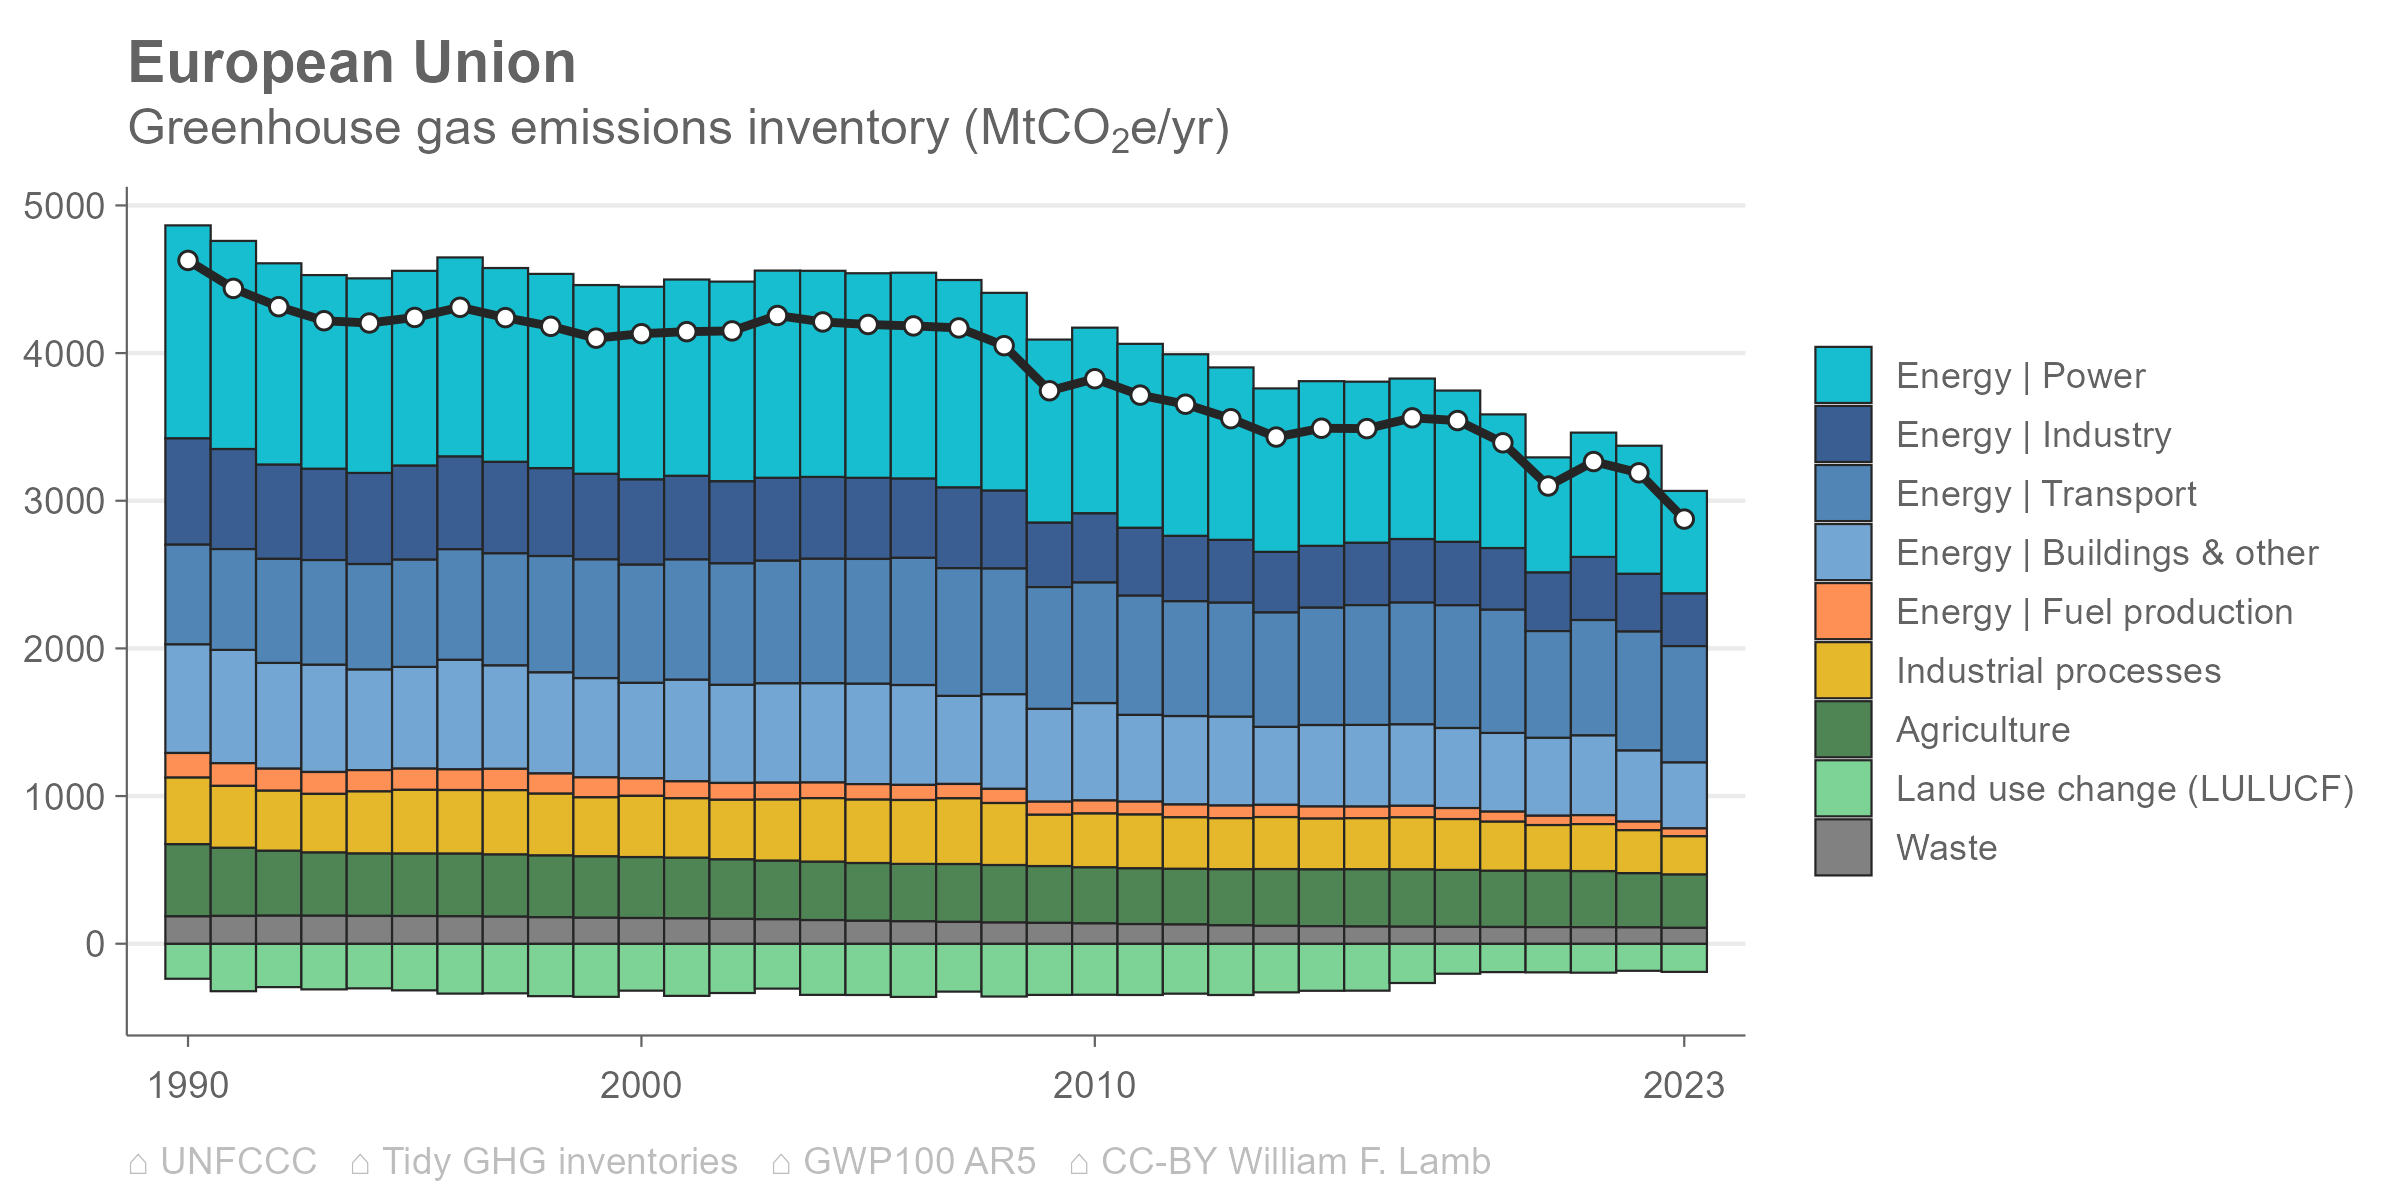 European Union
Greenhouse gas emissions inventory (MtCO₂e/yr)
5000
4000
3000
2000
1000
0
1990 2000 2010 2023
Energy | Power
Energy | Industry
Energy | Transport
Energy | Buildings & other
Energy | Fuel production
Industrial processes
Agriculture
Land use change (LULUCF)
Waste
⌂ UNFCCC ⌂ Tidy GHG inventories ⌂ GWP100 AR5 ⌂ CC-BY William F. Lamb